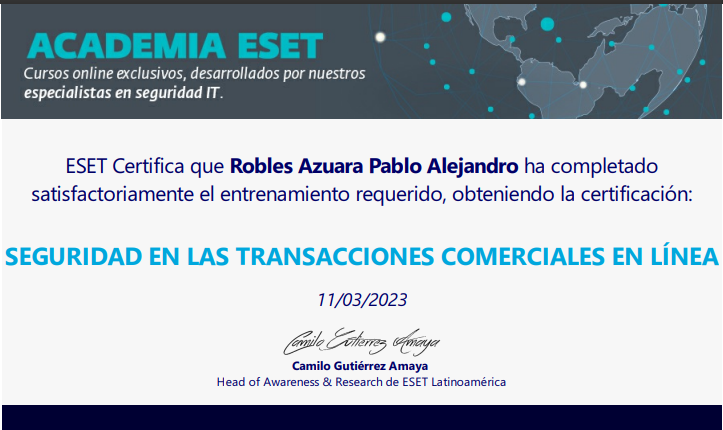 ACADEMIA ESET
Cursos online exclusivos, desarrollados por nuestros
especialistas en seguridad IT.
ESET Certifica que Robles Azuara Pablo Alejandro ha completado
satisfactoriamente el entrenamiento requerido, obteniendo la certificación:
SEGURIDAD EN LAS TRANSACCIONES COMERCIALES EN LÍNEA
11/03/2023
Camilo Gutierrez Amaya
Camilo Gutiérrez Amaya
Head of Awareness & Research de ESET Latinoamérica